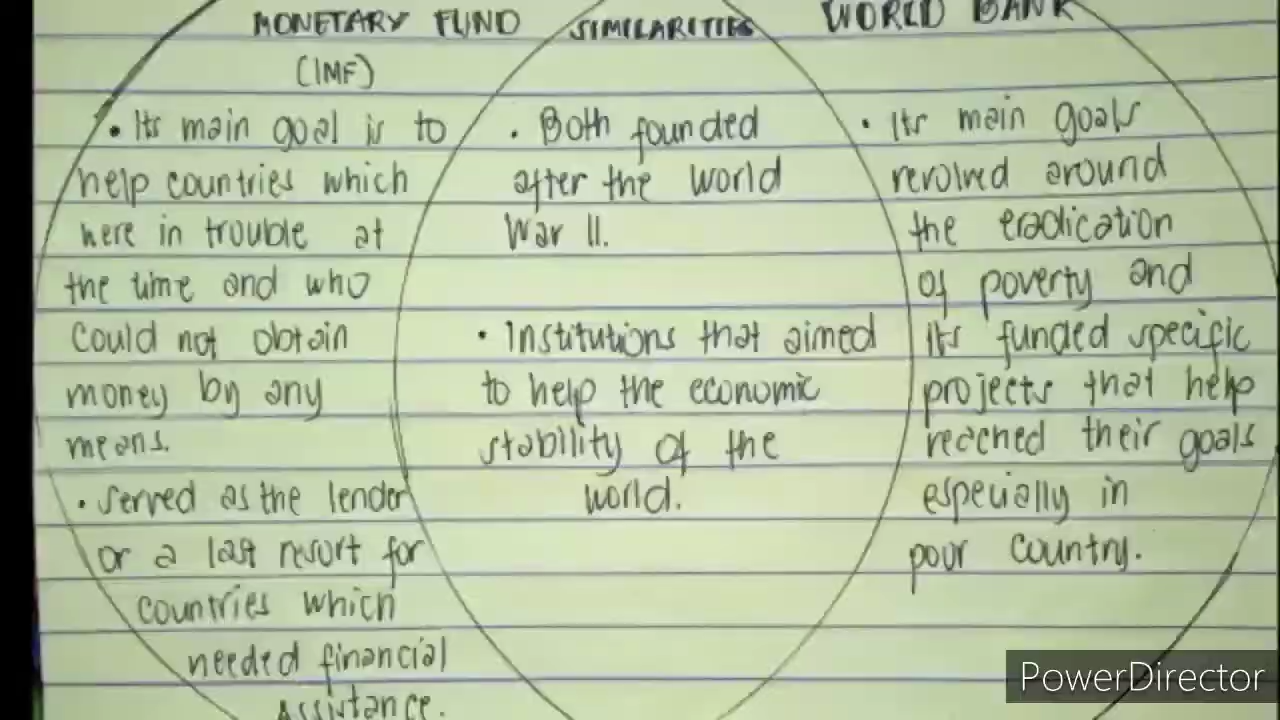 MONETARY FUND
(IMF)
• Its main goal is to
help countries which
here in trouble at
the time and who
could not obtain
money by any
means.
• served as the lender
or a last resort for
countries which
needed financial
assistance.
SIMILARITIES
• Both founded
after the world
war II.
• Institutions that aimed
to help the economic
stability of the
world.
WORLD BANK
• Its main goals
revolved around
the eradication
of poverty and
its funded specific
projects that help
reached their goals
especially in
poor country.
PowerDirector